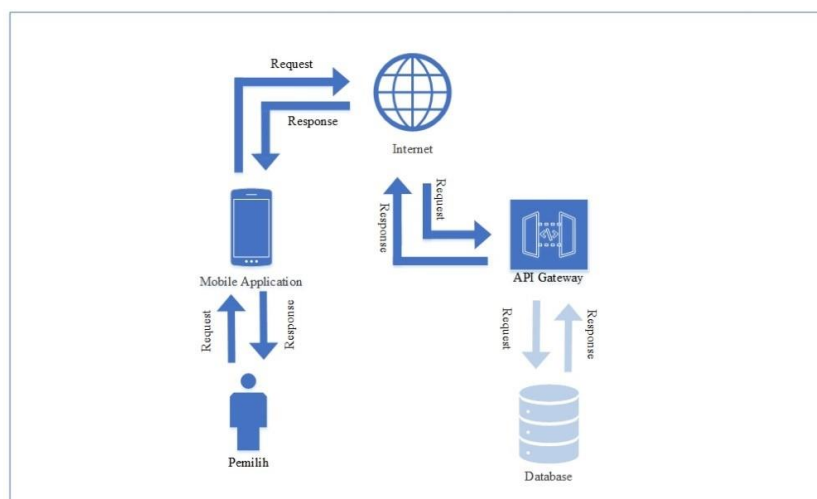 Request
Response
Internet
Request
Response
Mobile Application
API Gateway
Request
Response
Request
Response
Pemilih
Database